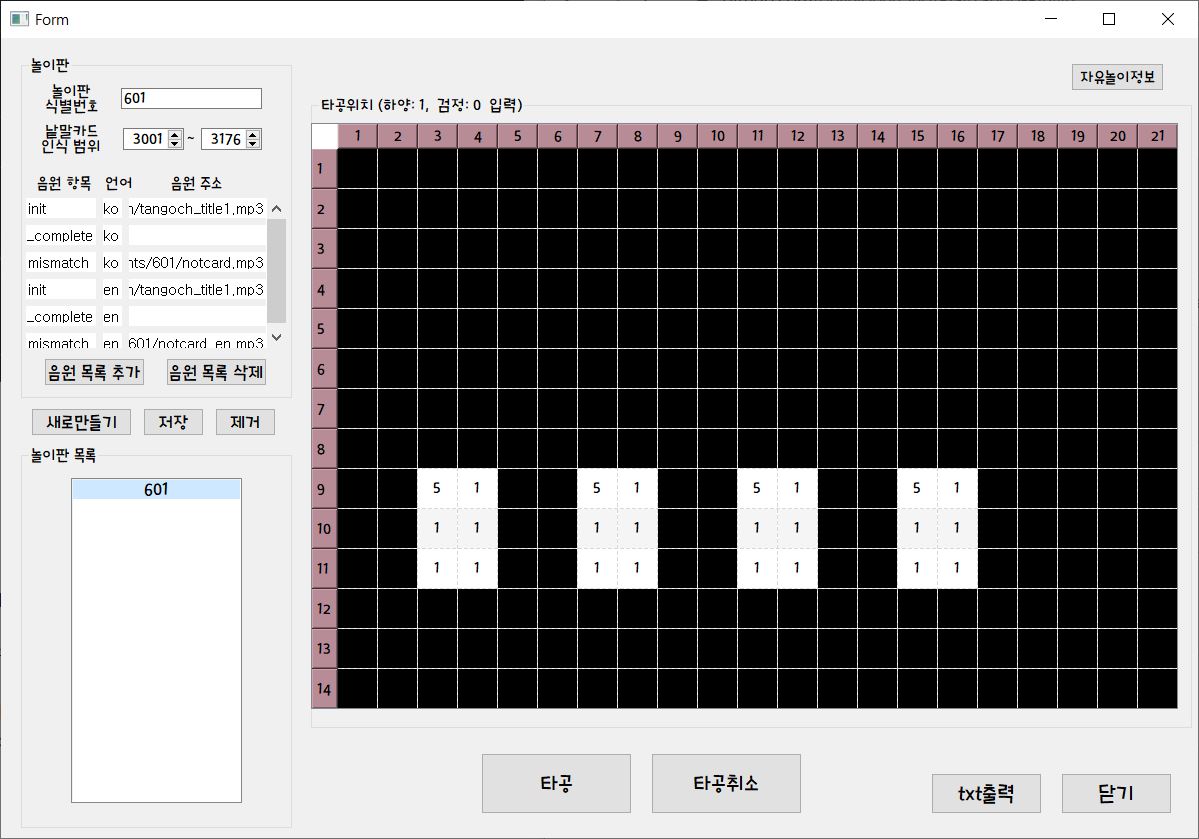 Form
놀이판
놀이판
식별번호
601
낱말카드
인식 범위
3001 ~ 3176
음원 항목 언어 음원 주소
init ko n/tangoch_title1.mp3
_complete ko
mismatch ko nts/601/notcard.mp3
init en n/tangoch_title1.mp3
_complete en
mismatch en 601/notcard_en.mp3
음원 목록 추가 음원 목록 삭제
새로만들기 저장 제거
놀이판 목록
601
자유놀이정보
타공위치 (하양: 1, 검정: 0 입력)
1 2 3 4 5 6 7 8 9 10 11 12 13 14 15 16 17 18 19 20 21
1
2
3
4
5
6
7
8
9 5 1 5 1 5 1 5 1
10 1 1 1 1 1 1 1 1
11 1 1 1 1 1 1 1 1
12
13
14
타공 타공취소 txt출력 닫기